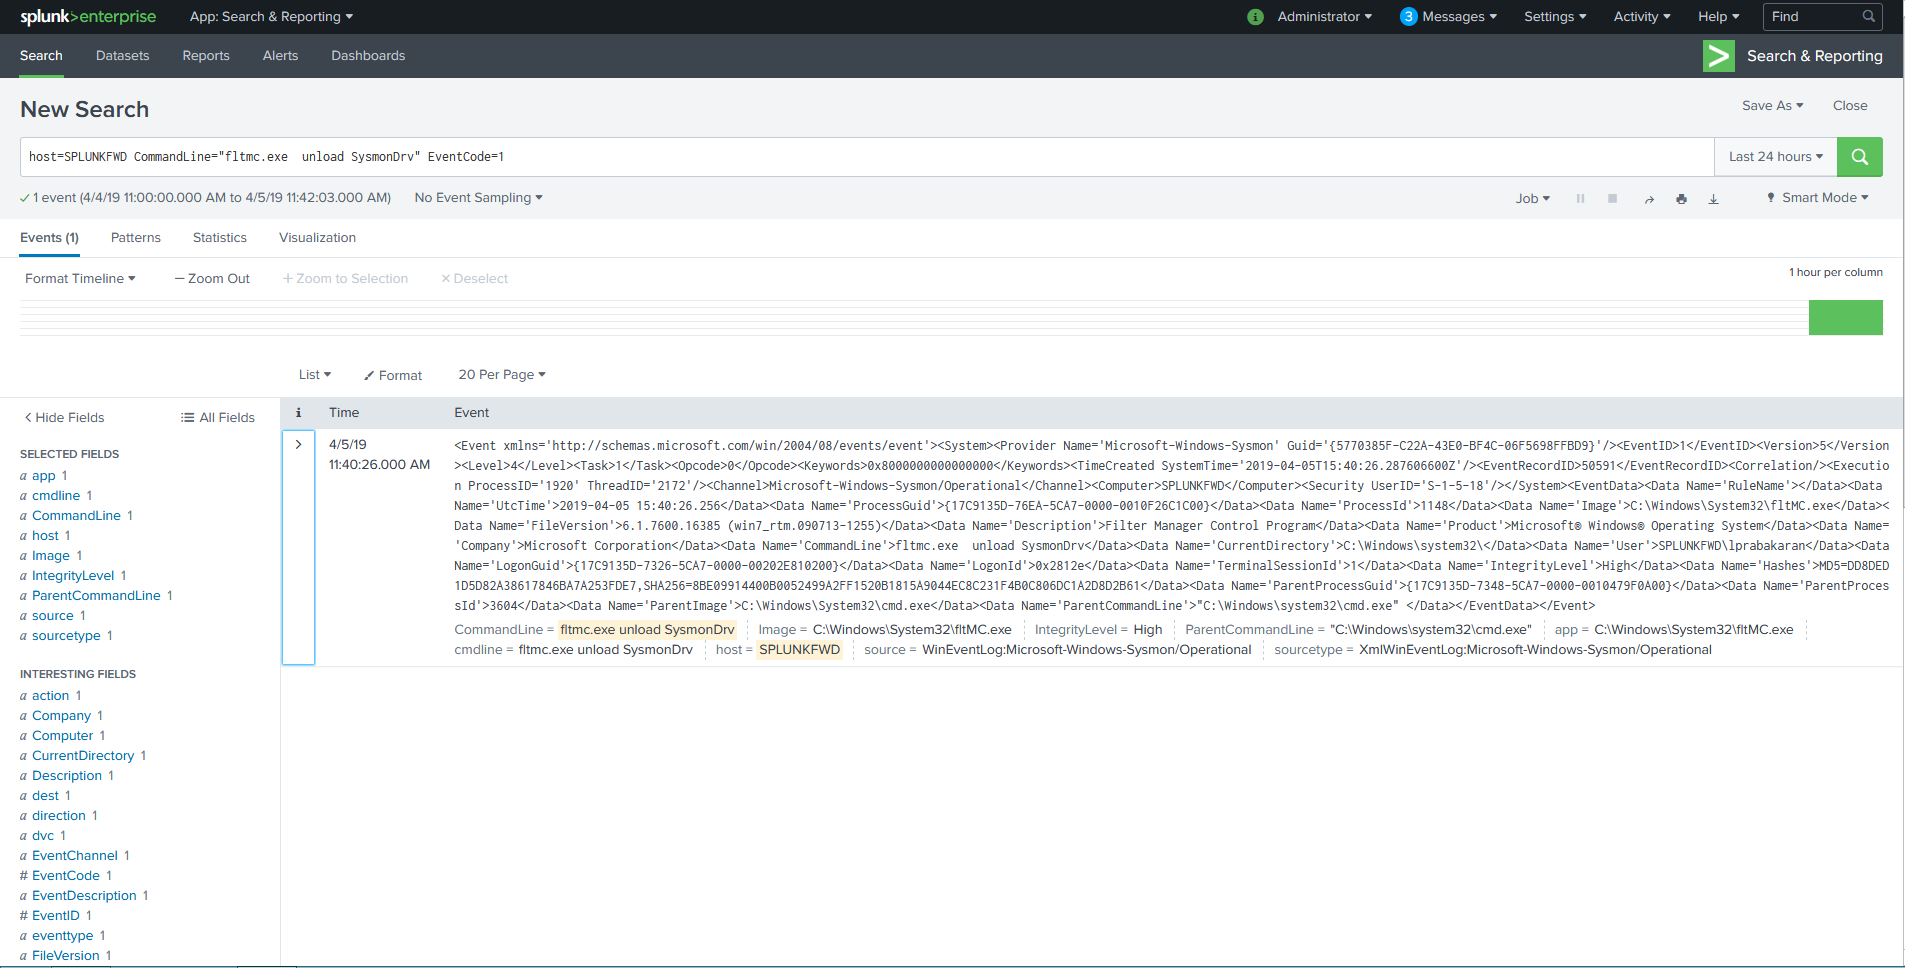 splunk>enterprise App: Search & Reporting i Administrator 3 Messages Settings Activity Help Find
Search Datasets Reports Alerts Dashboards Search & Reporting
New Search Save As Close
host=SPLUNKFWD CommandLine="fltmc.exe  unload SysmonDrv" EventCode=1 Last 24 hours
1 event (4/4/19 11:00:00.000 AM to 4/5/19 11:42:03.000 AM) No Event Sampling Job Smart Mode
Events (1) Patterns Statistics Visualization
Format Timeline — Zoom Out + Zoom to Selection × Deselect 1 hour per column
List Format 20 Per Page
< Hide Fields All Fields
i Time Event
SELECTED FIELDS
a app 1
a cmdline 1
a CommandLine 1
a host 1
a Image 1
a IntegrityLevel 1
a ParentCommandLine 1
a source 1
a sourcetype 1
INTERESTING FIELDS
a action 1
a Company 1
a Computer 1
a CurrentDirectory 1
a Description 1
a dest 1
a direction 1
a dvc 1
a EventChannel 1
# EventCode 1
a EventDescription 1
# EventID 1
a eventtype 1
a FileVersion 1
> 4/5/19
11:40:26.000 AM
<Event xmlns='http://schemas.microsoft.com/win/2004/08/events/event'><System><Provider Name='Microsoft-Windows-Sysmon' Guid='{5770385F-C22A-43E0-BF4C-06F5698FFBD9}'/><EventID>1</EventID><Version>5</Version
><Level>4</Level><Task>1</Task><Opcode>0</Opcode><Keywords>0x8000000000000000</Keywords><TimeCreated SystemTime='2019-04-05T15:40:26.287606600Z'/><EventRecordID>50591</EventRecordID><Correlation/><Executio
n ProcessID='1920' ThreadID='2172'/><Channel>Microsoft-Windows-Sysmon/Operational</Channel><Computer>SPLUNKFWD</Computer><Security UserID='S-1-5-18'/></System><EventData><Data Name='RuleName'></Data><Data
Name='UtcTime'>2019-04-05 15:40:26.256</Data><Data Name='ProcessGuid'>{17C9135D-76EA-5CA7-0000-0010F26C1C00}</Data><Data Name='ProcessId'>1148</Data><Data Name='Image'>C:\Windows\System32\fltMC.exe</Data><
Data Name='FileVersion'>6.1.7600.16385 (win7_rtm.090713-1255)</Data><Data Name='Description'>Filter Manager Control Program</Data><Data Name='Product'>Microsoft® Windows® Operating System</Data><Data Name=
'Company'>Microsoft Corporation</Data><Data Name='CommandLine'>fltmc.exe  unload SysmonDrv</Data><Data Name='CurrentDirectory'>C:\Windows\system32\</Data><Data Name='User'>SPLUNKFWD\lprabakaran</Data><Data
Name='LogonGuid'>{17C9135D-7326-5CA7-0000-00202E810200}</Data><Data Name='LogonId'>0x2812e</Data><Data Name='TerminalSessionId'>1</Data><Data Name='IntegrityLevel'>High</Data><Data Name='Hashes'>MD5=DD8DED
1D5D82A38617846BA7A253FDE7,SHA256=8BE09914400B0052499A2FF1520B1815A9044EC8C231F4B0C806DC1A2D8D2B61</Data><Data Name='ParentProcessGuid'>{17C9135D-7348-5CA7-0000-0010479F0A00}</Data><Data Name='ParentProces
sId'>3604</Data><Data Name='ParentImage'>C:\Windows\System32\cmd.exe</Data><Data Name='ParentCommandLine'>"C:\Windows\system32\cmd.exe" </Data></EventData></Event>
CommandLine = fltmc.exe unload SysmonDrv Image = C:\Windows\System32\fltMC.exe IntegrityLevel = High ParentCommandLine = "C:\Windows\system32\cmd.exe" app = C:\Windows\System32\fltMC.exe
cmdline = fltmc.exe unload SysmonDrv host = SPLUNKFWD source = WinEventLog:Microsoft-Windows-Sysmon/Operational sourcetype = XmlWinEventLog:Microsoft-Windows-Sysmon/Operational